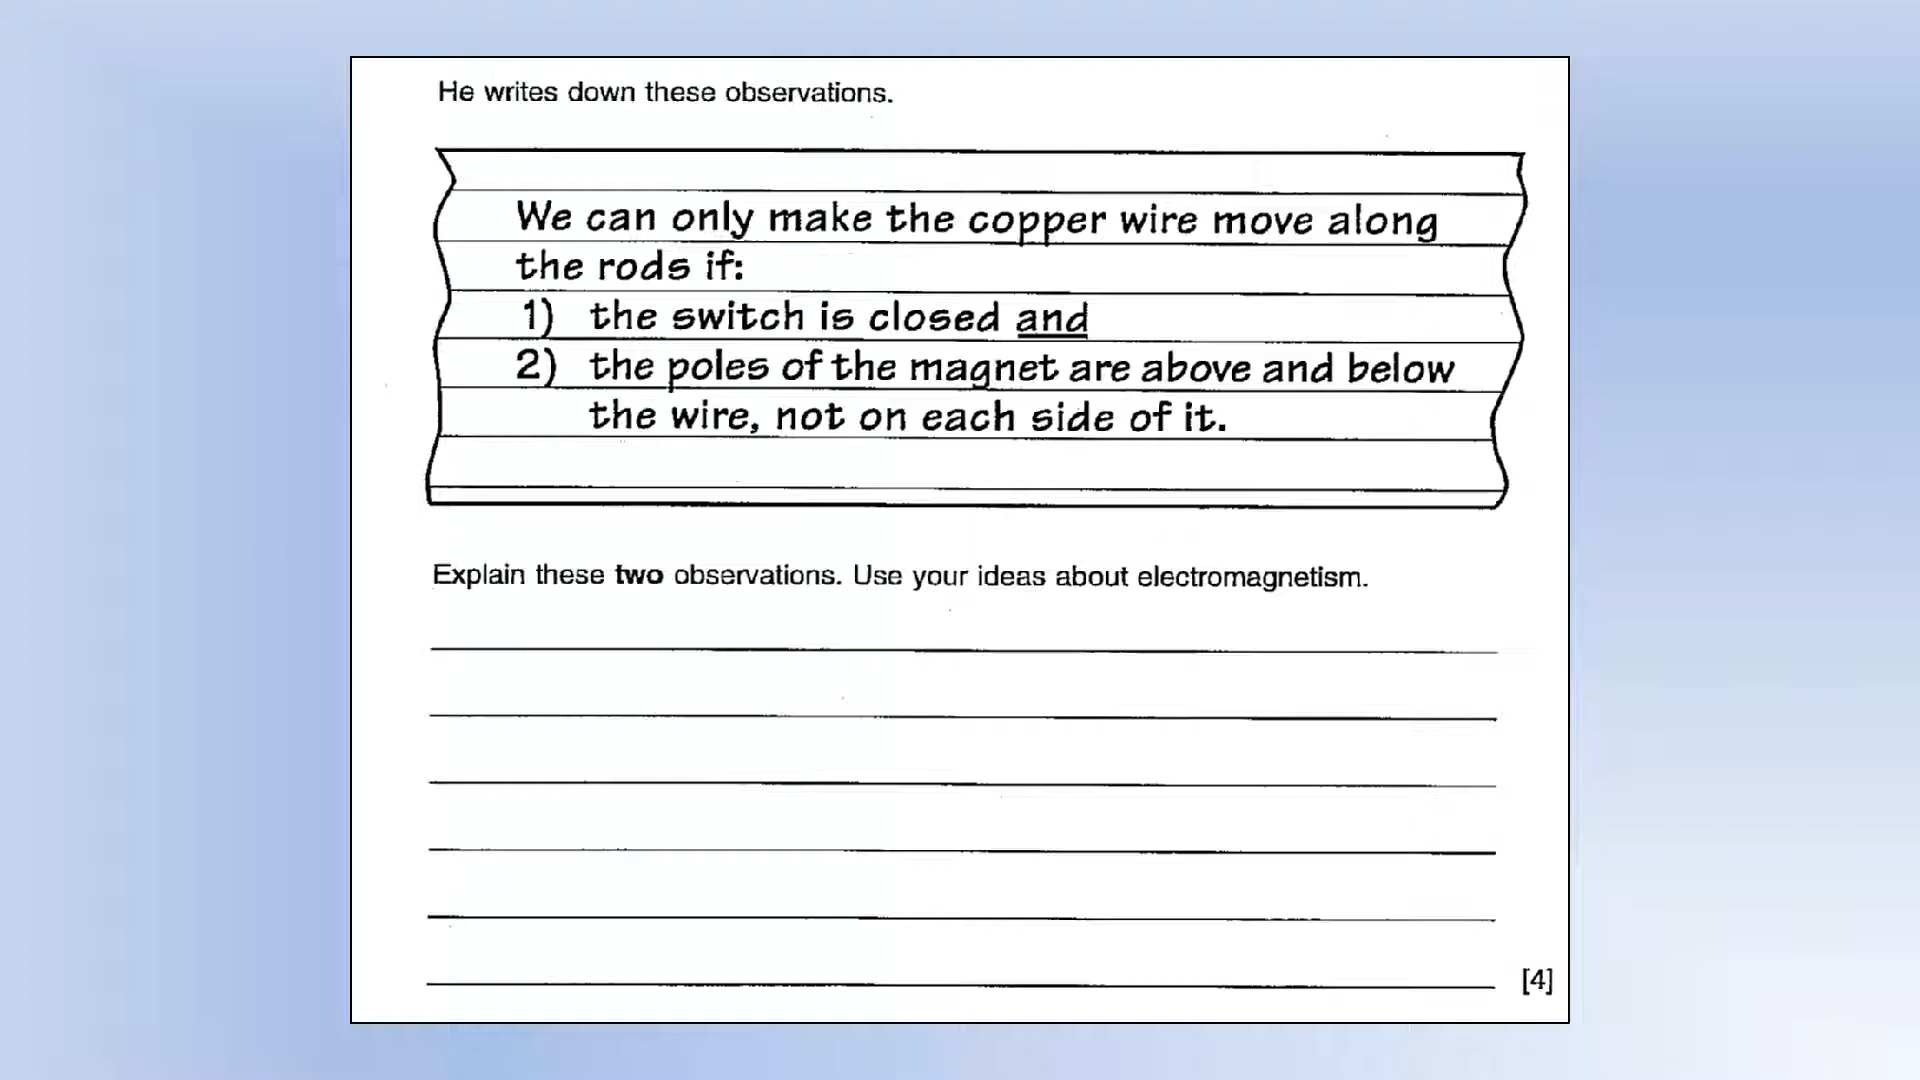 He writes down these observations.
We can only make the copper wire move along
the rods if:
1) the switch is closed and
2) the poles of the magnet are above and below
the wire, not on each side of it.
Explain these two observations. Use your ideas about electromagnetism.
[4]